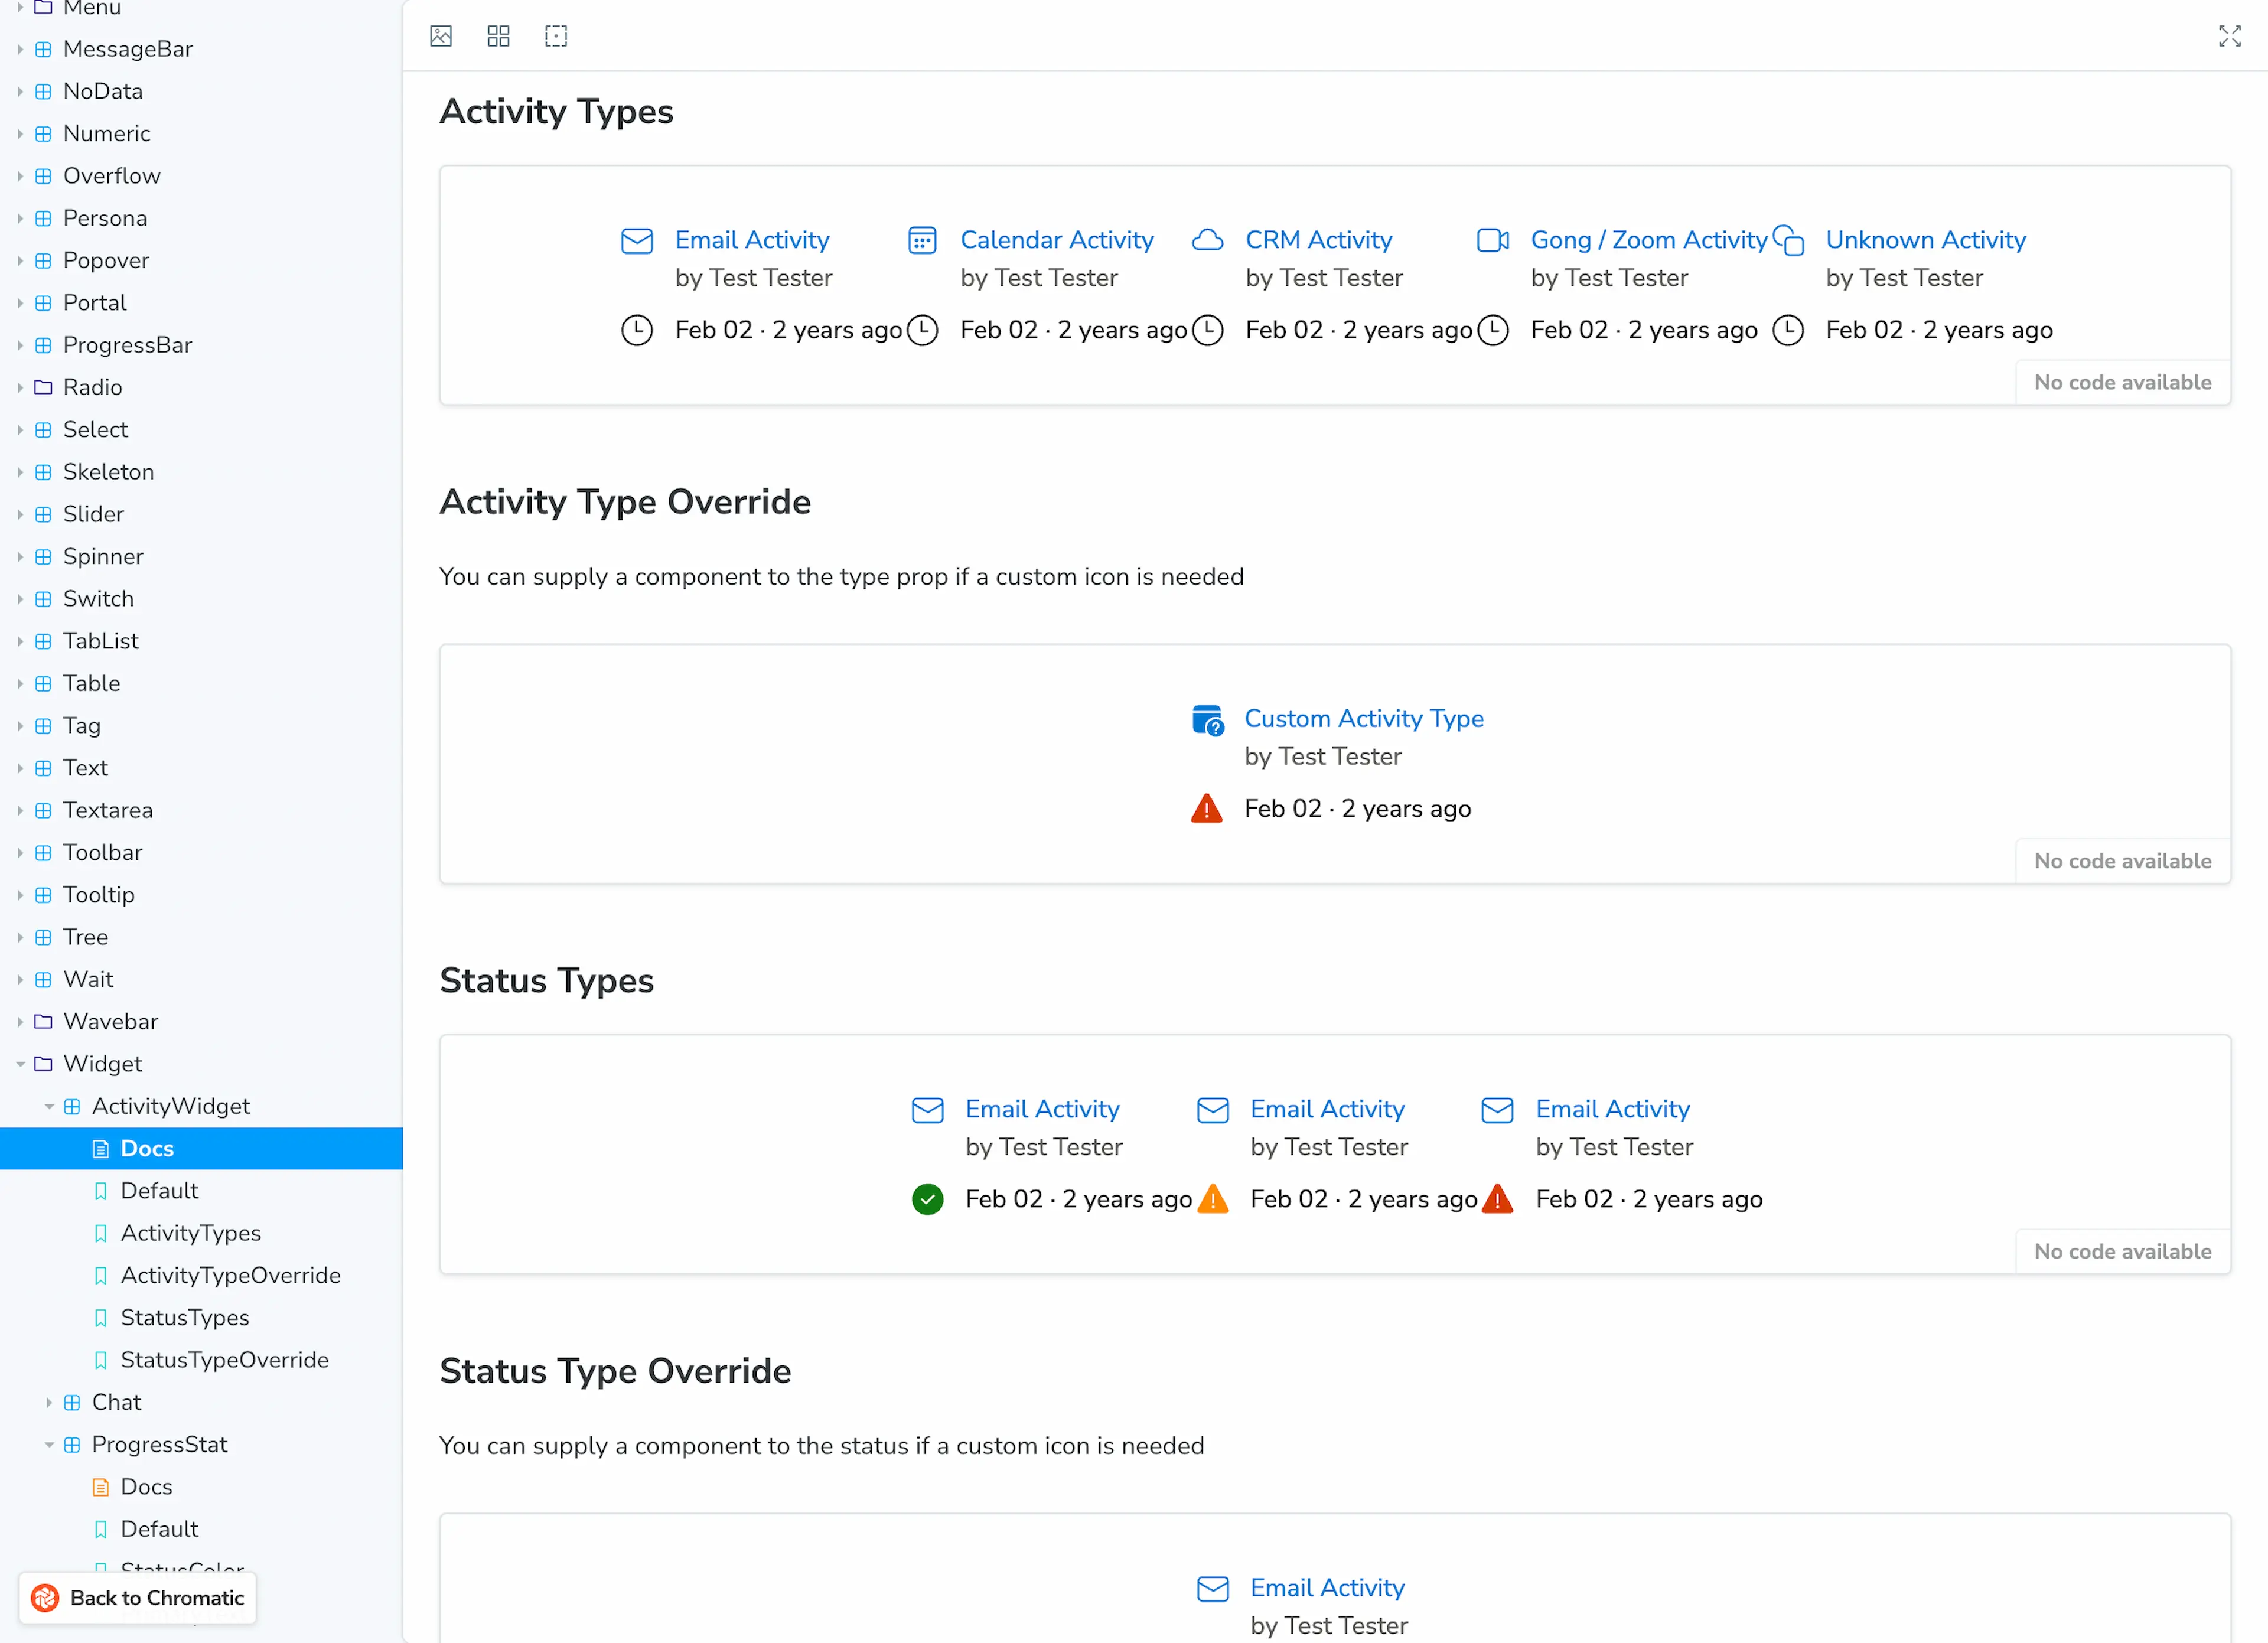 Menu
MessageBar
NoData
Numeric
Overflow
Persona
Popover
Portal
ProgressBar
Radio
Select
Skeleton
Slider
Spinner
Switch
TabList
Table
Tag
Text
Textarea
Toolbar
Tooltip
Tree
Wait
Wavebar
Widget
ActivityWidget
Docs
Default
ActivityTypes
ActivityTypeOverride
StatusTypes
StatusTypeOverride
Chat
ProgressStat
Docs
Default
StatusColor
Back to Chromatic
Activity Types
Email Activity Calendar Activity CRM Activity Gong / Zoom Activity Unknown Activity
by Test Tester by Test Tester by Test Tester by Test Tester by Test Tester
Feb 02 · 2 years ago Feb 02 · 2 years ago Feb 02 · 2 years ago Feb 02 · 2 years ago Feb 02 · 2 years ago
No code available
Activity Type Override
You can supply a component to the type prop if a custom icon is needed
Custom Activity Type
by Test Tester
Feb 02 · 2 years ago
No code available
Status Types
Email Activity Email Activity Email Activity
by Test Tester by Test Tester by Test Tester
Feb 02 · 2 years ago Feb 02 · 2 years ago Feb 02 · 2 years ago
No code available
Status Type Override
You can supply a component to the status if a custom icon is needed
Email Activity
by Test Tester